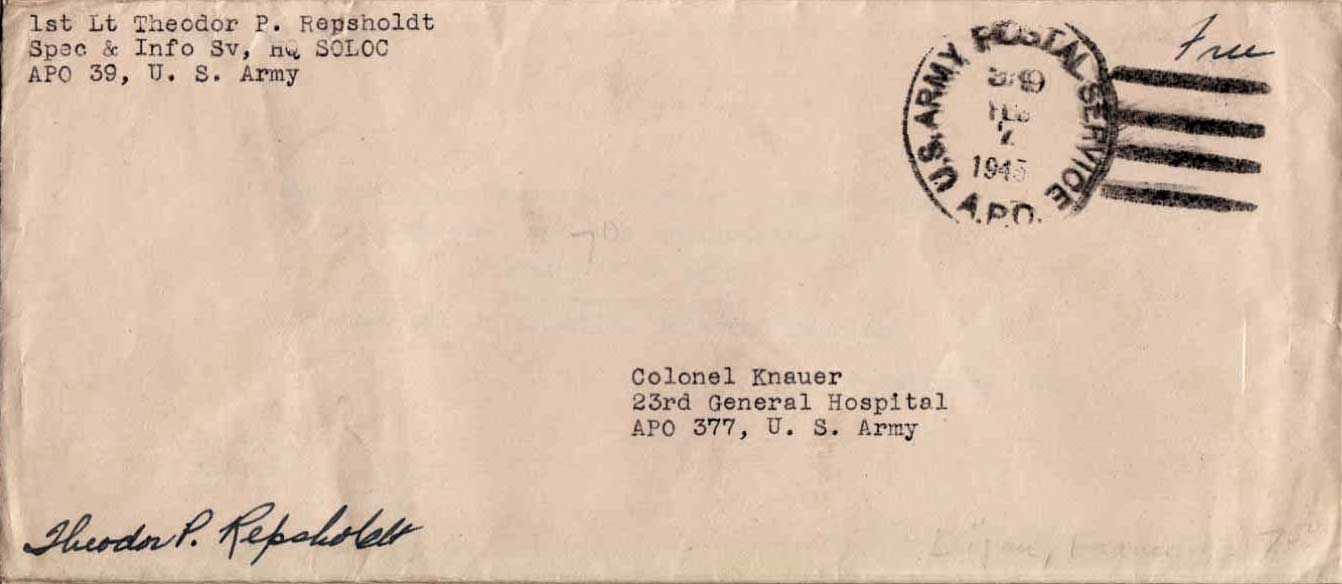 1st Lt Theodor P. Repsholdt
Spec & Info Sv, HQ SOLOC
APO 39, U. S. Army
Free
U.S. ARMY POSTAL SERVICE
FEB
1945
A.P.O.
Colonel Knauer
23rd General Hospital
APO 377, U. S. Army
Theodor P. Repsholdt